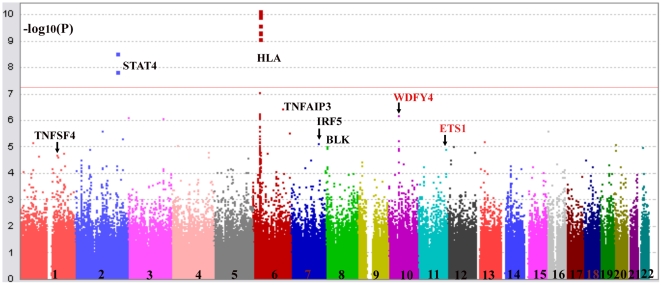 10
-log10(P)
9
STAT4
HLA
8
7
TNFAIP3
WDFY4
6
IRF5
TNFSF4
BLK
ETS1
5
4
3
2
1
0
1 2 3 4 5 6 7 8 9 10 11 12 13 14 15 16 17 18 19 20 21 22